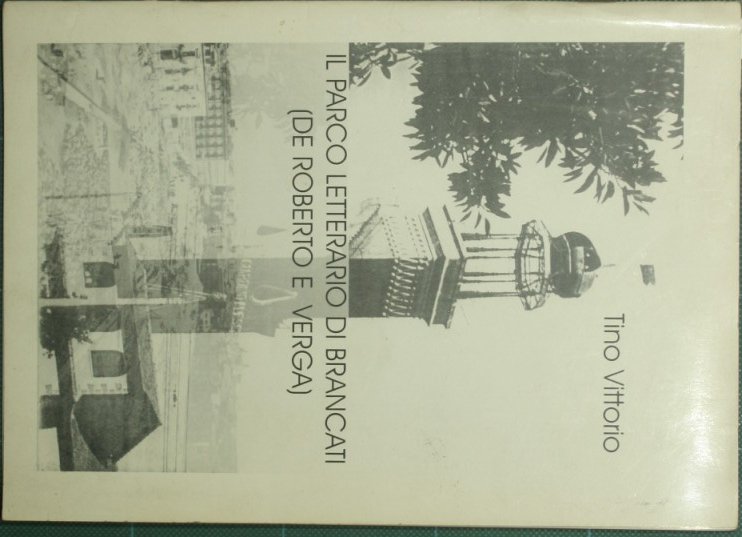 Tino Vittorio
IL PARCO LETTERARIO DI BRANCATI
(DE ROBERTO E VERGA)